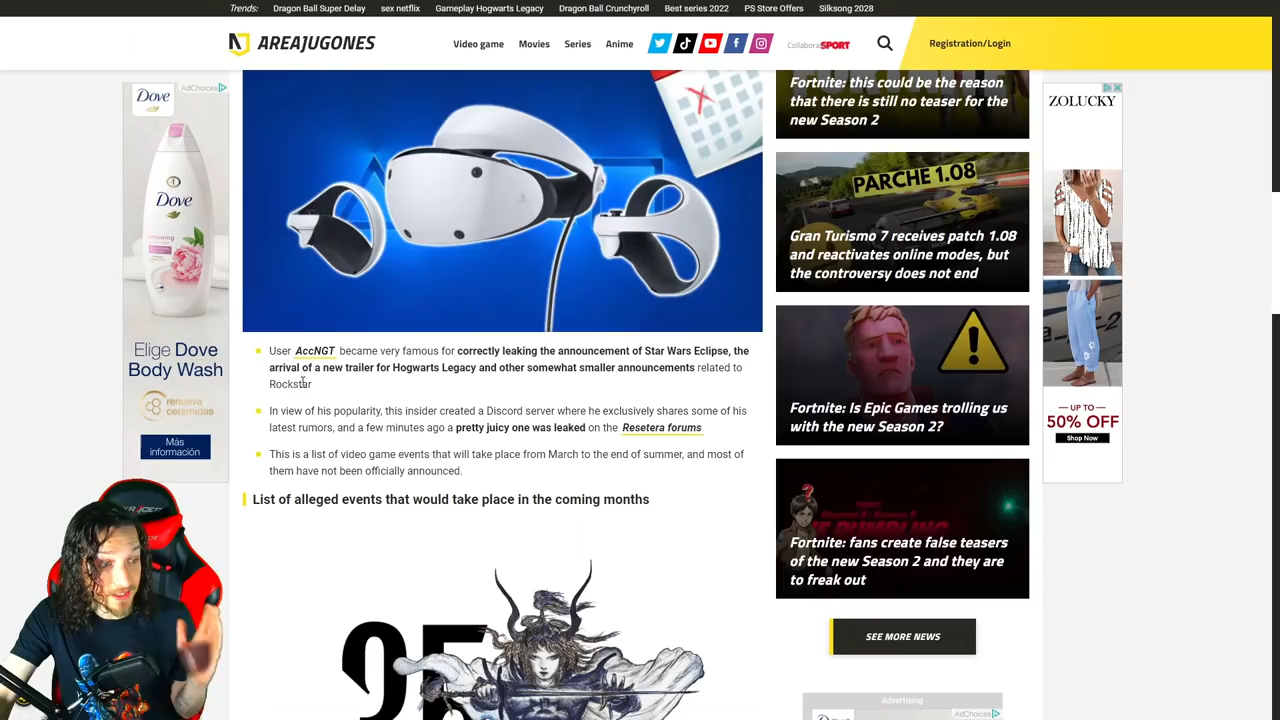 Trends: Dragon Ball Super Delay sex netflix Gameplay Hogwarts Legacy Dragon Ball Crunchyroll Best series 2022 PS Store Offers Silksong 2028
AREAJUGONES Video game Movies Series Anime Collabora SPORT Registration/Login
Dove AdChoices
Dove
Elige Dove
Body Wash
renueva
ceramidas
Más
información
User AccNGT became very famous for correctly leaking the announcement of Star Wars Eclipse, the
arrival of a new trailer for Hogwarts Legacy and other somewhat smaller announcements related to
Rockstar
In view of his popularity, this insider created a Discord server where he exclusively shares some of his
latest rumors, and a few minutes ago a pretty juicy one was leaked on the Resetera forums
This is a list of video game events that will take place from March to the end of summer, and most of
them have not been officially announced.
List of alleged events that would take place in the coming months
Fortnite: this could be the reason
that there is still no teaser for the
new Season 2
PARCHE 1.08
Gran Turismo 7 receives patch 1.08
and reactivates online modes, but
the controversy does not end
Fortnite: Is Epic Games trolling us
with the new Season 2?
Fortnite: fans create false teasers
of the new Season 2 and they are
to freak out
SEE MORE NEWS
Advertising
AdChoices
Dove
ZOLUCKY
UP TO
50% OFF
Shop Now